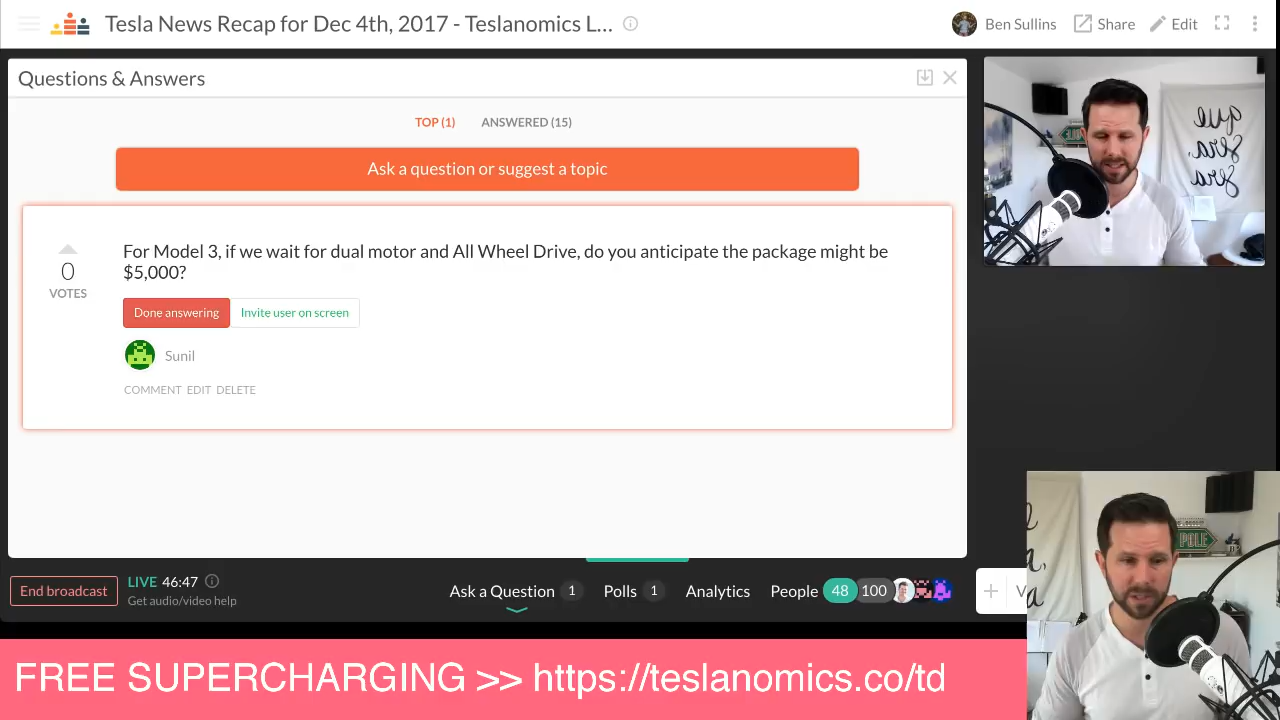 Tesla News Recap for Dec 4th, 2017 - Teslanomics L...
Ben Sullins
Share
Edit
Questions & Answers
TOP (1)
ANSWERED (15)
Ask a question or suggest a topic
For Model 3, if we wait for dual motor and All Wheel Drive, do you anticipate the package might be
$5,000?
0
VOTES
Done answering
Invite user on screen
Sunil
COMMENT EDIT DELETE
que
sera,
sera
POLE
End broadcast
LIVE 46:47
Get audio/video help
Ask a Question 1
Polls 1
Analytics
People 48 100
V
FREE SUPERCHARGING >> https://teslanomics.co/td